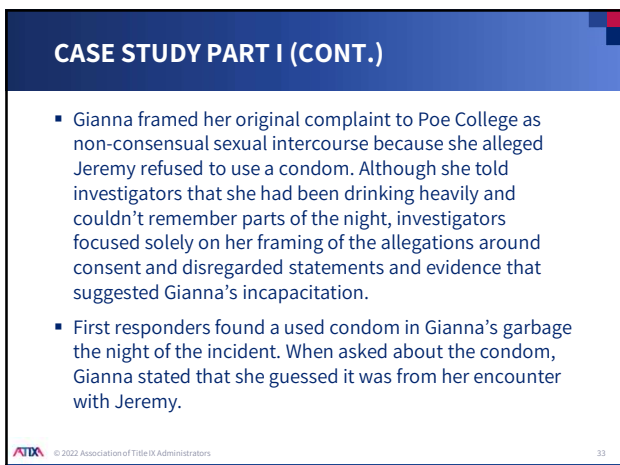 CASE STUDY PART I (CONT.)
▪ Gianna framed her original complaint to Poe College as
non-consensual sexual intercourse because she alleged
Jeremy refused to use a condom. Although she told
investigators that she had been drinking heavily and
couldn’t remember parts of the night, investigators
focused solely on her framing of the allegations around
consent and disregarded statements and evidence that
suggested Gianna’s incapacitation.
▪ First responders found a used condom in Gianna’s garbage
the night of the incident. When asked about the condom,
Gianna stated that she guessed it was from her encounter
with Jeremy.
ATIXA © 2022 Association of Title IX Administrators 33